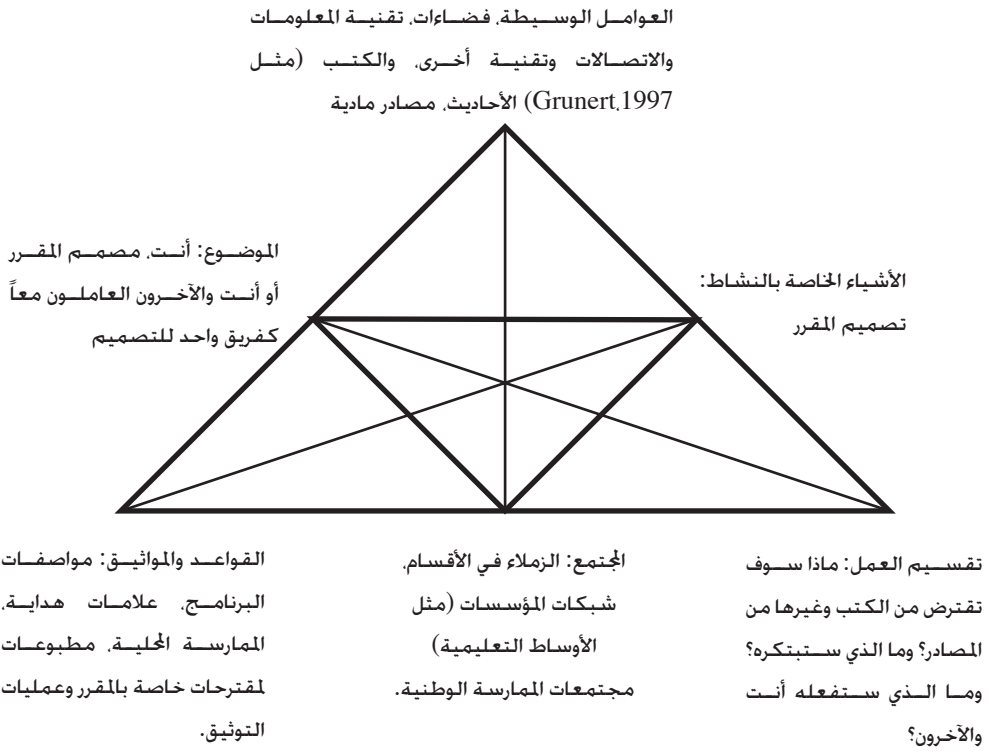 العوامل الوسيطة، فضاءات، تقنية المعلومات
والاتصالات وتقنية أخرى، والكتب (مثل
Grunert,1997) الأحاديث، مصادر مادية
الموضوع: أنت، مصمم المقرر
أو أنت والآخرون العاملون معاً
كفريق واحد للتصميم
الأشياء الخاصة بالنشاط:
تصميم المقرر
تقسيم العمل: ماذا سوف
تقترض من الكتب وغيرها من
المصادر؟ وما الذي ستبتكره؟
وما الذي ستفعله أنت
والآخرون؟
المجتمع: الزملاء في الأقسام،
شبكات المؤسسات (مثل
الأوساط التعليمية)
مجتمعات الممارسة الوطنية.
القواعد والمواثيق: مواصفات
البرنامج، علامات هداية،
الممارسة المحلية، مطبوعات
لمقترحات خاصة بالمقرر وعمليات
التوثيق.